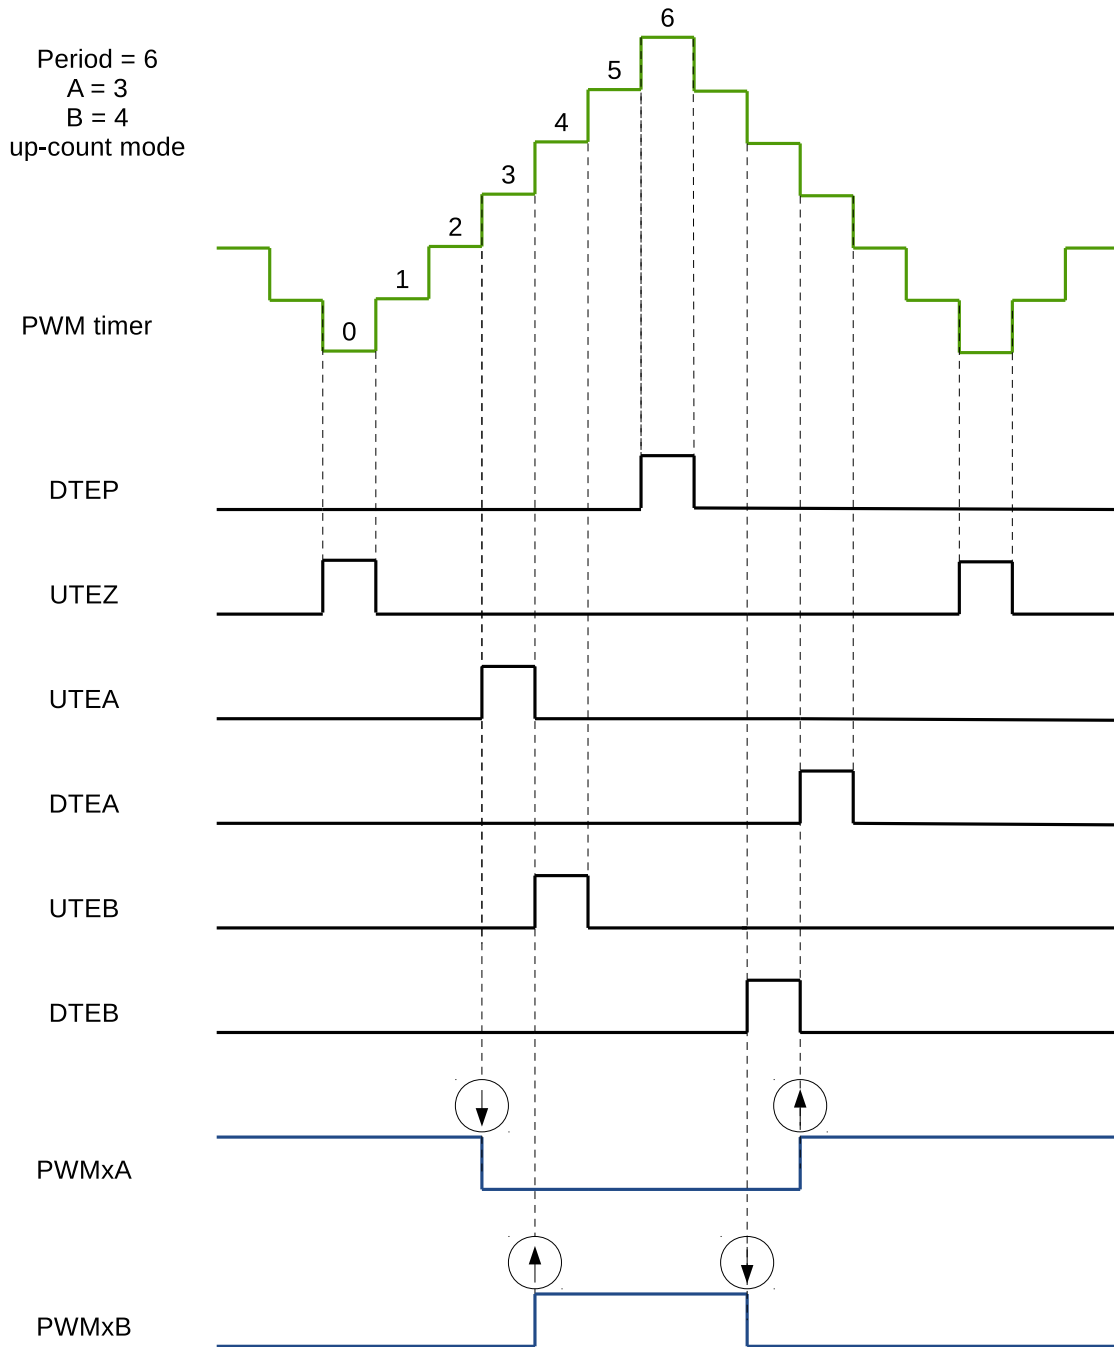 6
Period = 6
A = 3
B = 4
up-count mode
5
4
3
2
1
0
PWM timer
DTEP
UTEZ
UTEA
DTEA
UTEB
DTEB
PWMxA
PWMxB